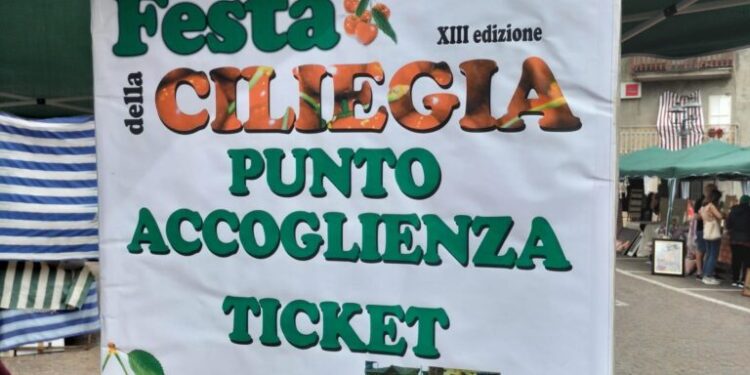 Festa
XIII edizione
della CILIEGIA
PUNTO
ACCOGLIENZA
TICKET